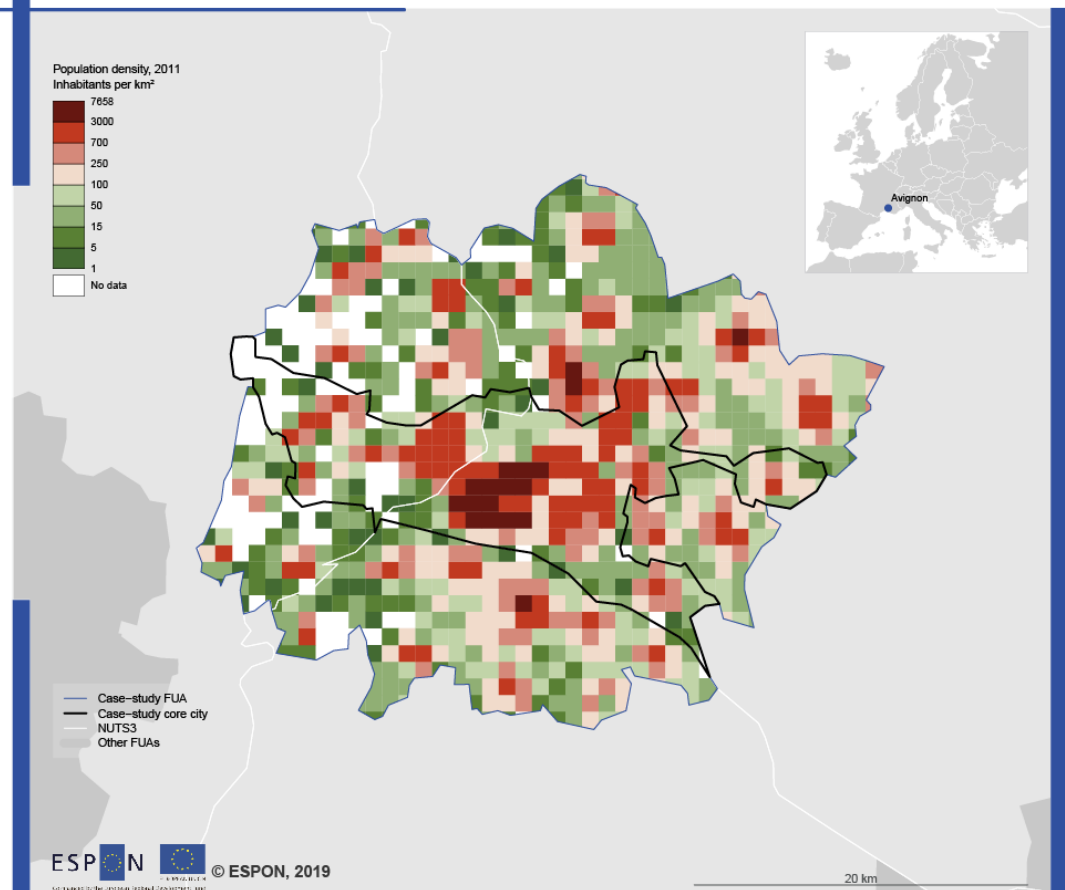 Population density, 2011
Inhabitants per km²
7658
3000
700
250
100
50
15
5
1
No data
Avignon
Case–study FUA
Case–study core city
NUTS3
Other FUAs
ESPON
© ESPON, 2019
20 km